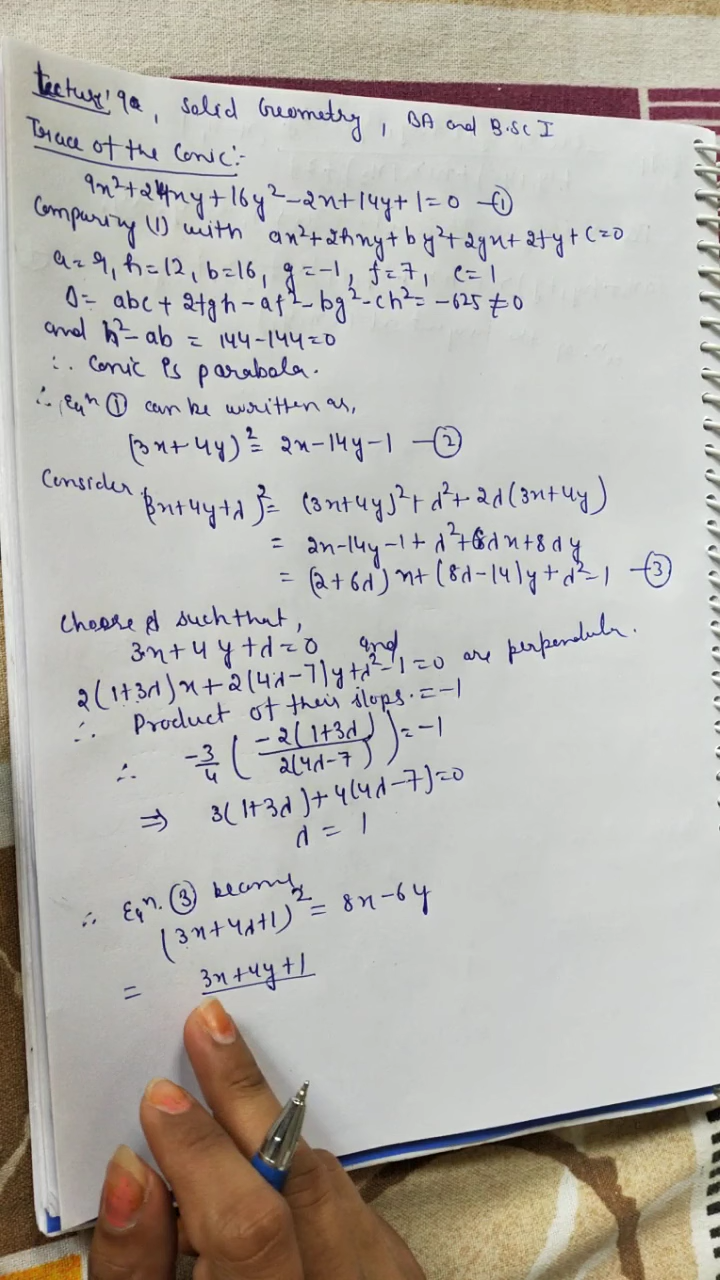 Lecture: 9a, Solid Geometry, BA and B.Sc I
Trace of the Conic:-
9x²+24xy+16y²-2x+14y+1=0 -①
Comparing (1) with ax²+2hxy+by²+2gx+2fy+c=0
a=9, h=12, b=16, g=-1, f=7, c=1
Δ= abc+2fgh-af²-bg²-ch²= -625≠0
and h²-ab = 144-144=0
∴ Conic is parabola.
∴ Eqⁿ ① can be written as,
(3x+4y)²= 2x-14y-1 -②
Consider (3x+4y+λ)²= (3x+4y)²+λ²+2λ(3x+4y)
= 2x-14y-1+λ²+6λx+8λy
= (2+6λ)x+(8λ-14)y+λ²-1 -③
Choose λ such that,
3x+4y+λ=0 and
2(1+3λ)x+2(4λ-7)y+λ²-1=0 are perpendulr.
∴ Product of their slops.=-1
∴ -3/4 (-2(1+3λ)/2(4λ-7))=-1
⇒ 3(1+3λ)+4(4λ-7)=0
λ = 1
∴ Eqⁿ. ③ becomes
(3x+4y+1)² = 8x-6y
= 3x+4y+1